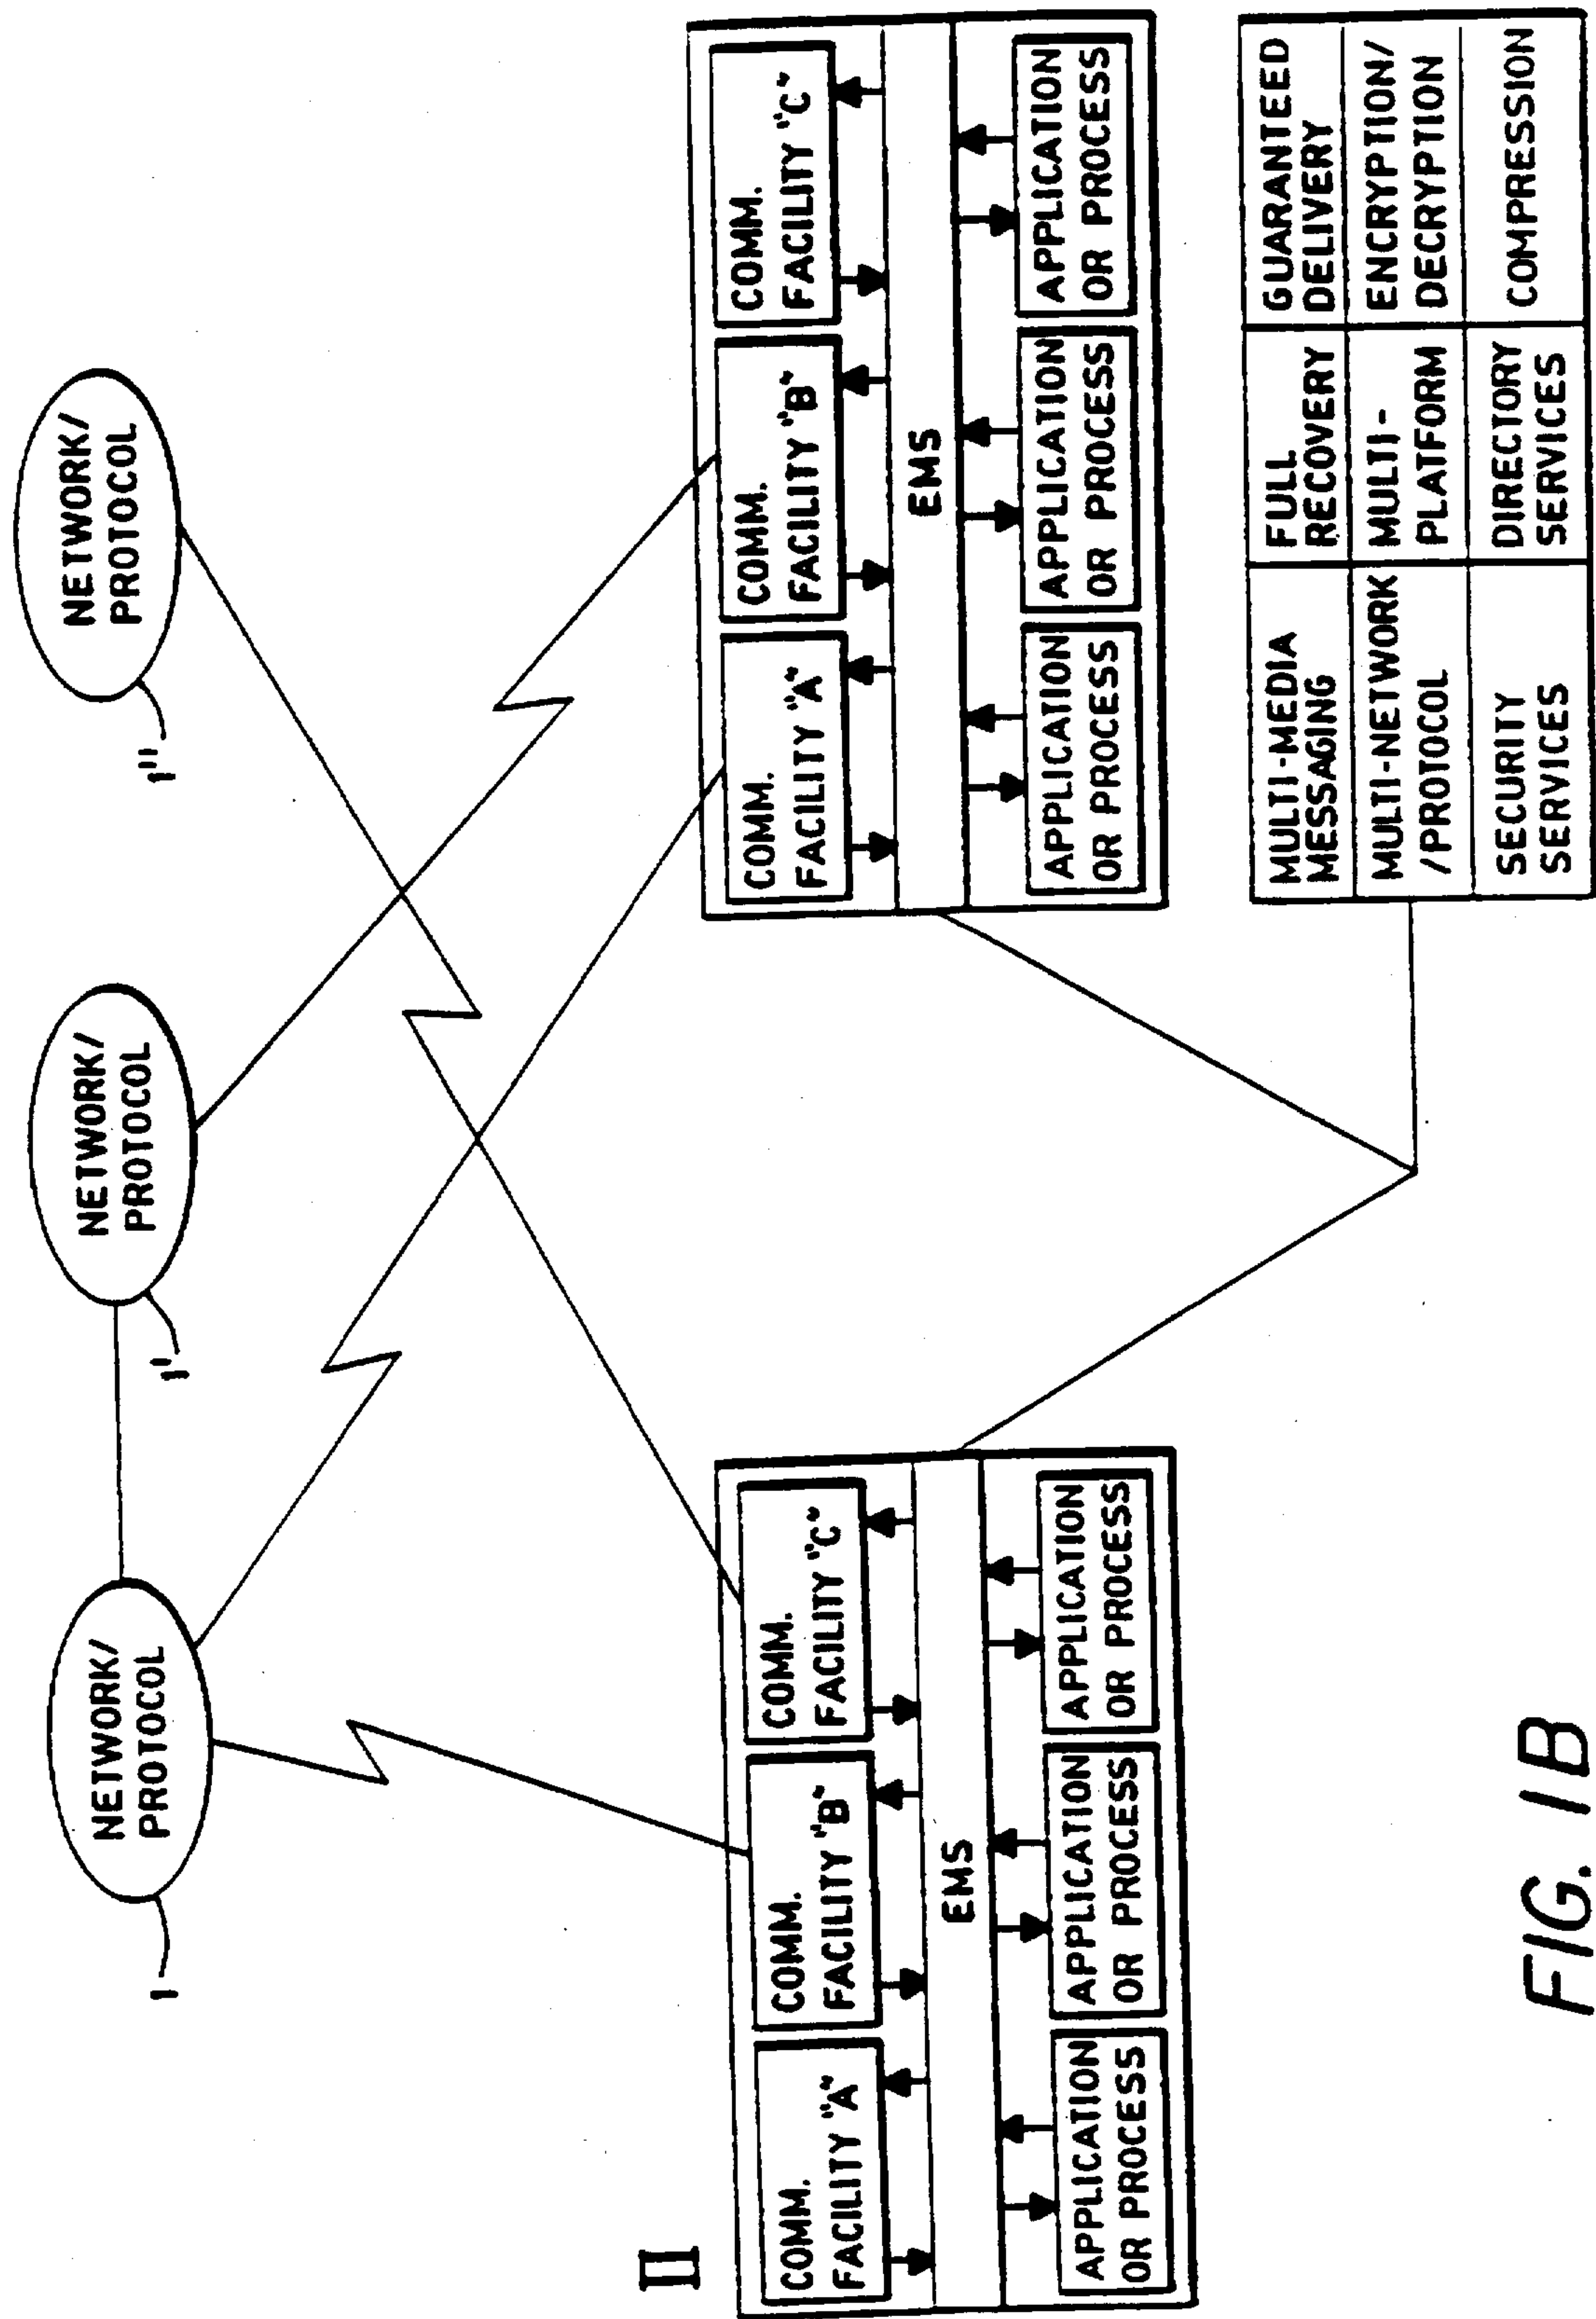 NETWORK/
PROTOCOL
1
NETWORK/
PROTOCOL
1'
NETWORK/
PROTOCOL
1''
II
COMM.
FACILITY "A"
COMM.
FACILITY "B"
COMM.
FACILITY "C"
EMS
APPLICATION
OR PROCESS
APPLICATION
OR PROCESS
APPLICATION
OR PROCESS
COMM.
FACILITY "A"
COMM.
FACILITY "B"
COMM.
FACILITY "C"
EMS
APPLICATION
OR PROCESS
APPLICATION
OR PROCESS
APPLICATION
OR PROCESS
MULTI-MEDIA
MESSAGING
FULL
RECOVERY
GUARANTEED
DELIVERY
MULTI-NETWORK
/PROTOCOL
MULTI-
PLATFORM
ENCRYPTION/
DECRYPTION
SECURITY
SERVICES
DIRECTORY
SERVICES
COMPRESSION
FIG. 1B